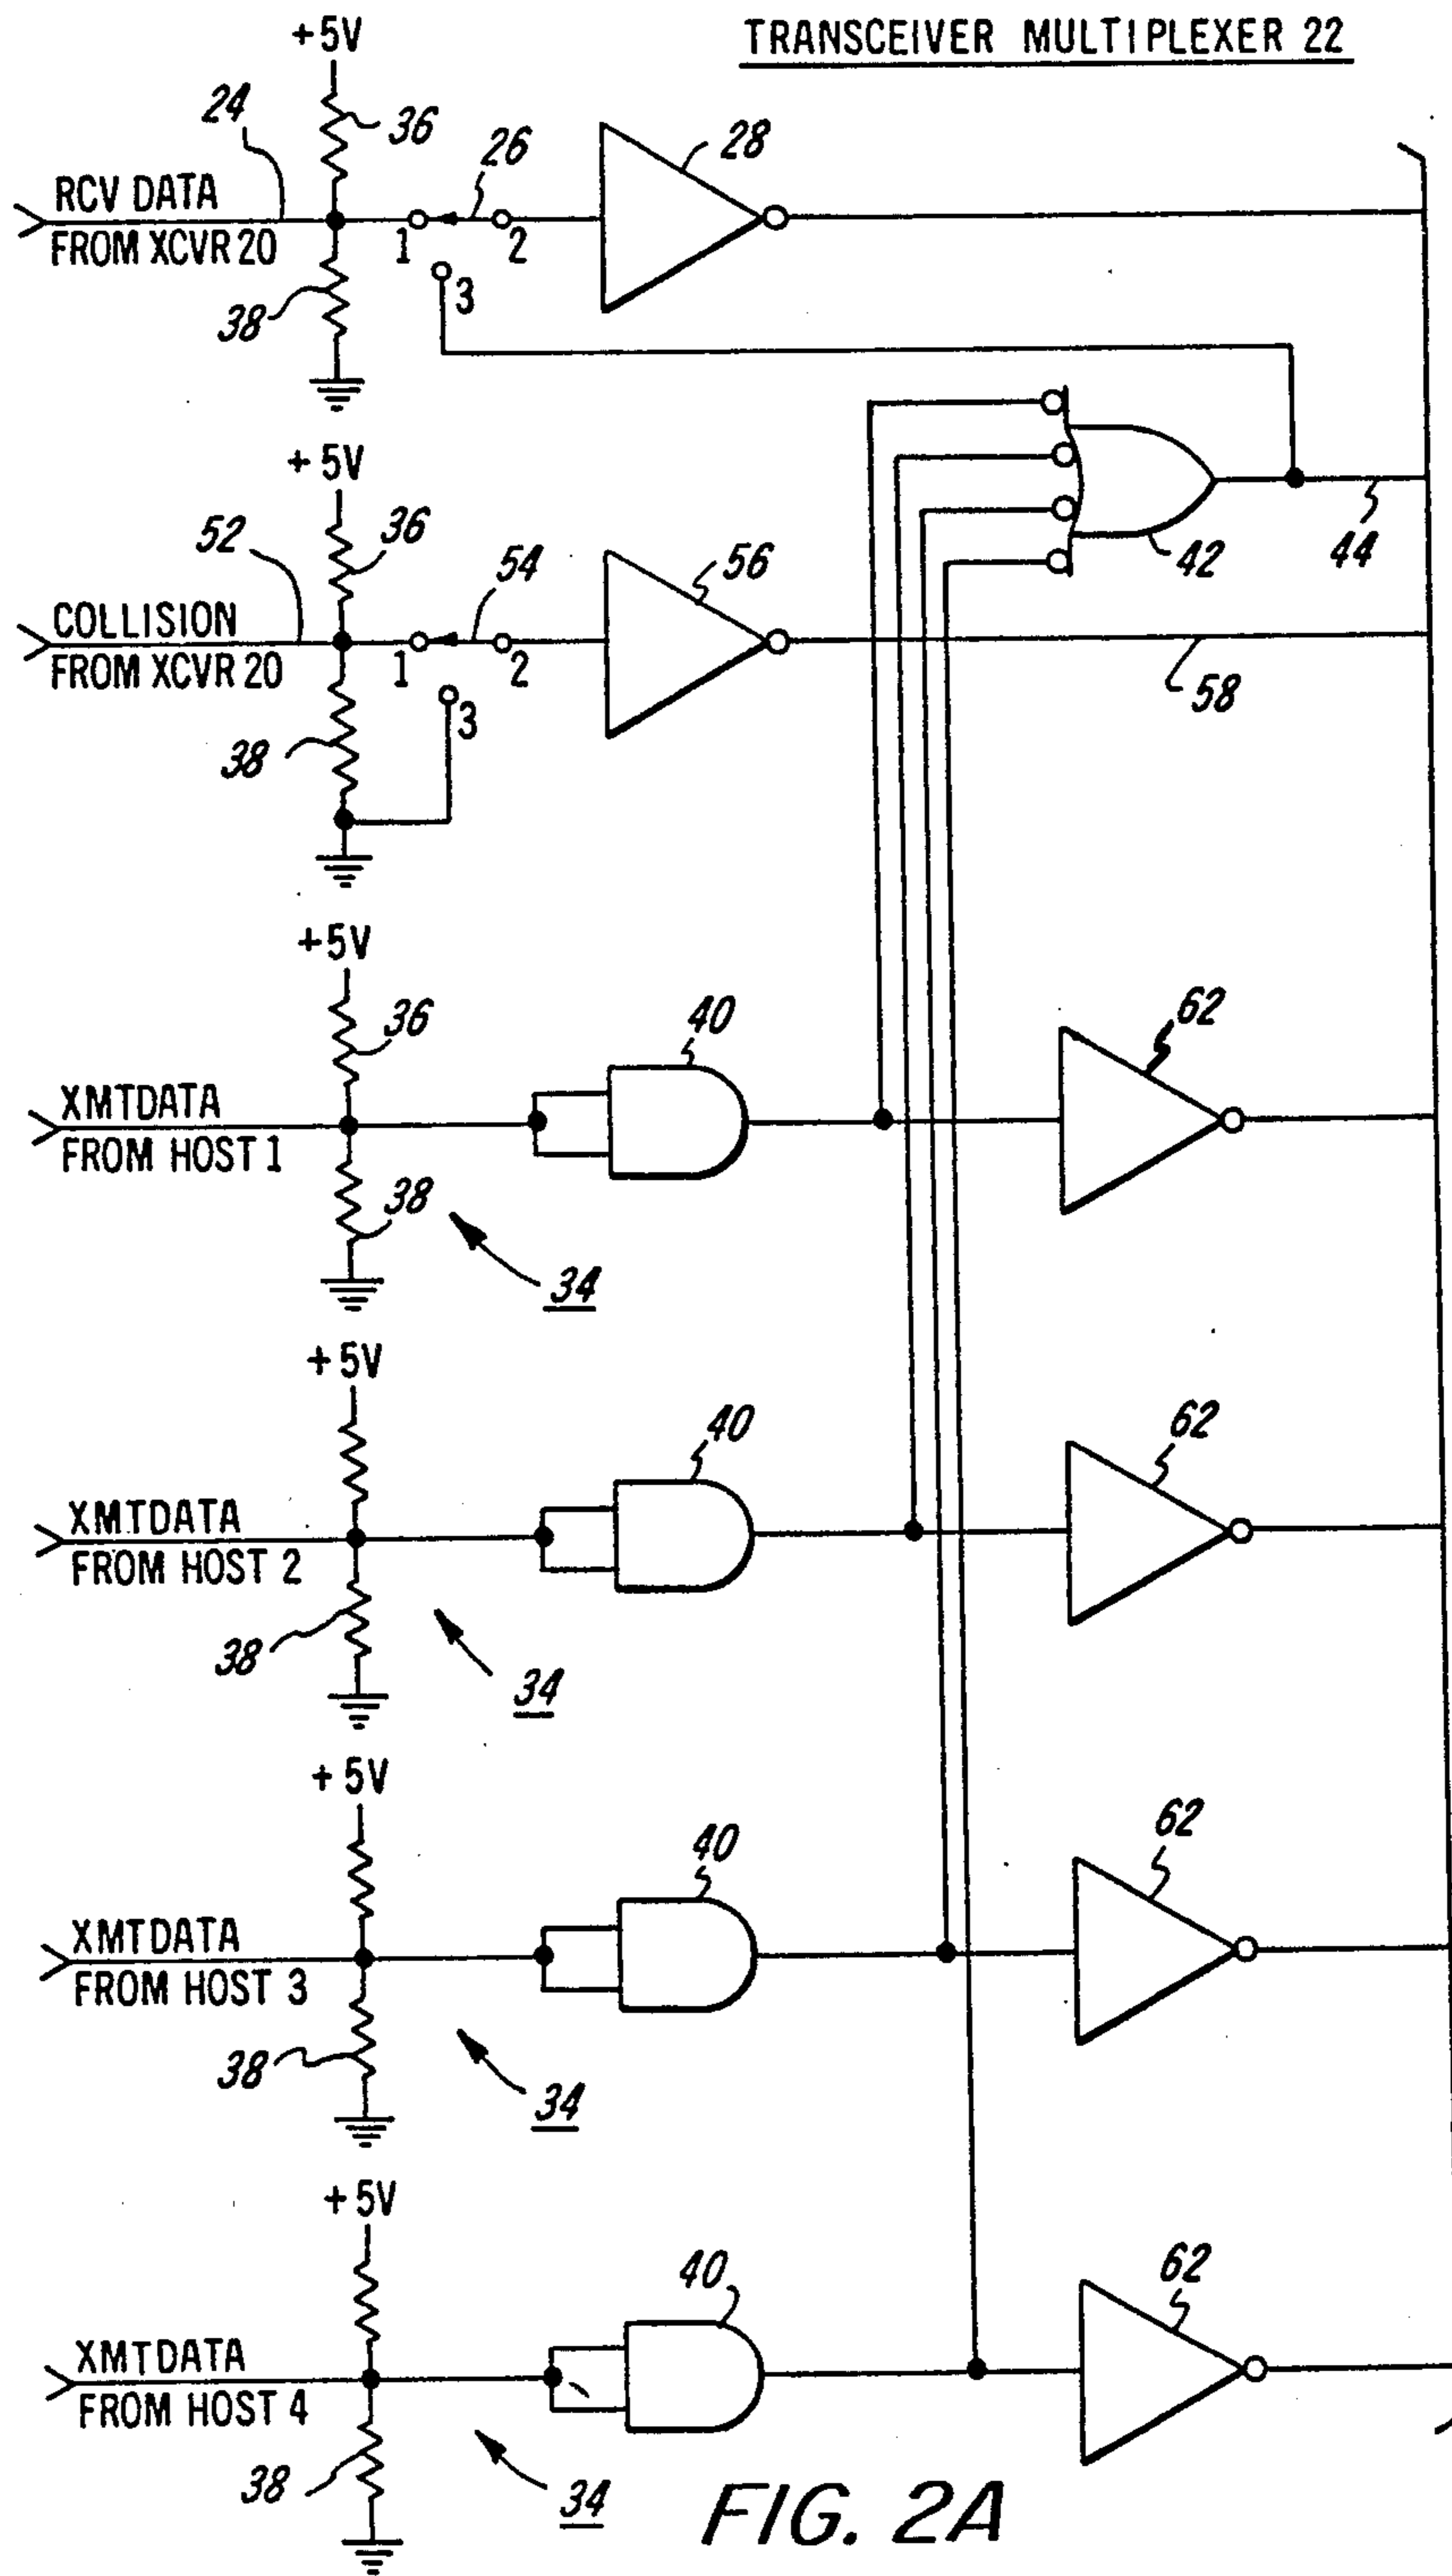 TRANSCEIVER MULTIPLEXER 22
+5V
24
36
26
28
RCV DATA
FROM XCVR 20
1
2
3
38
+5V
52
36
54
56
42
44
COLLISION
FROM XCVR 20
1
2
3
58
38
+5V
36
40
62
XMTDATA
FROM HOST 1
38
34
+5V
40
62
XMTDATA
FROM HOST 2
38
34
+5V
40
62
XMTDATA
FROM HOST 3
38
34
+5V
40
62
XMTDATA
FROM HOST 4
38
34
FIG. 2A